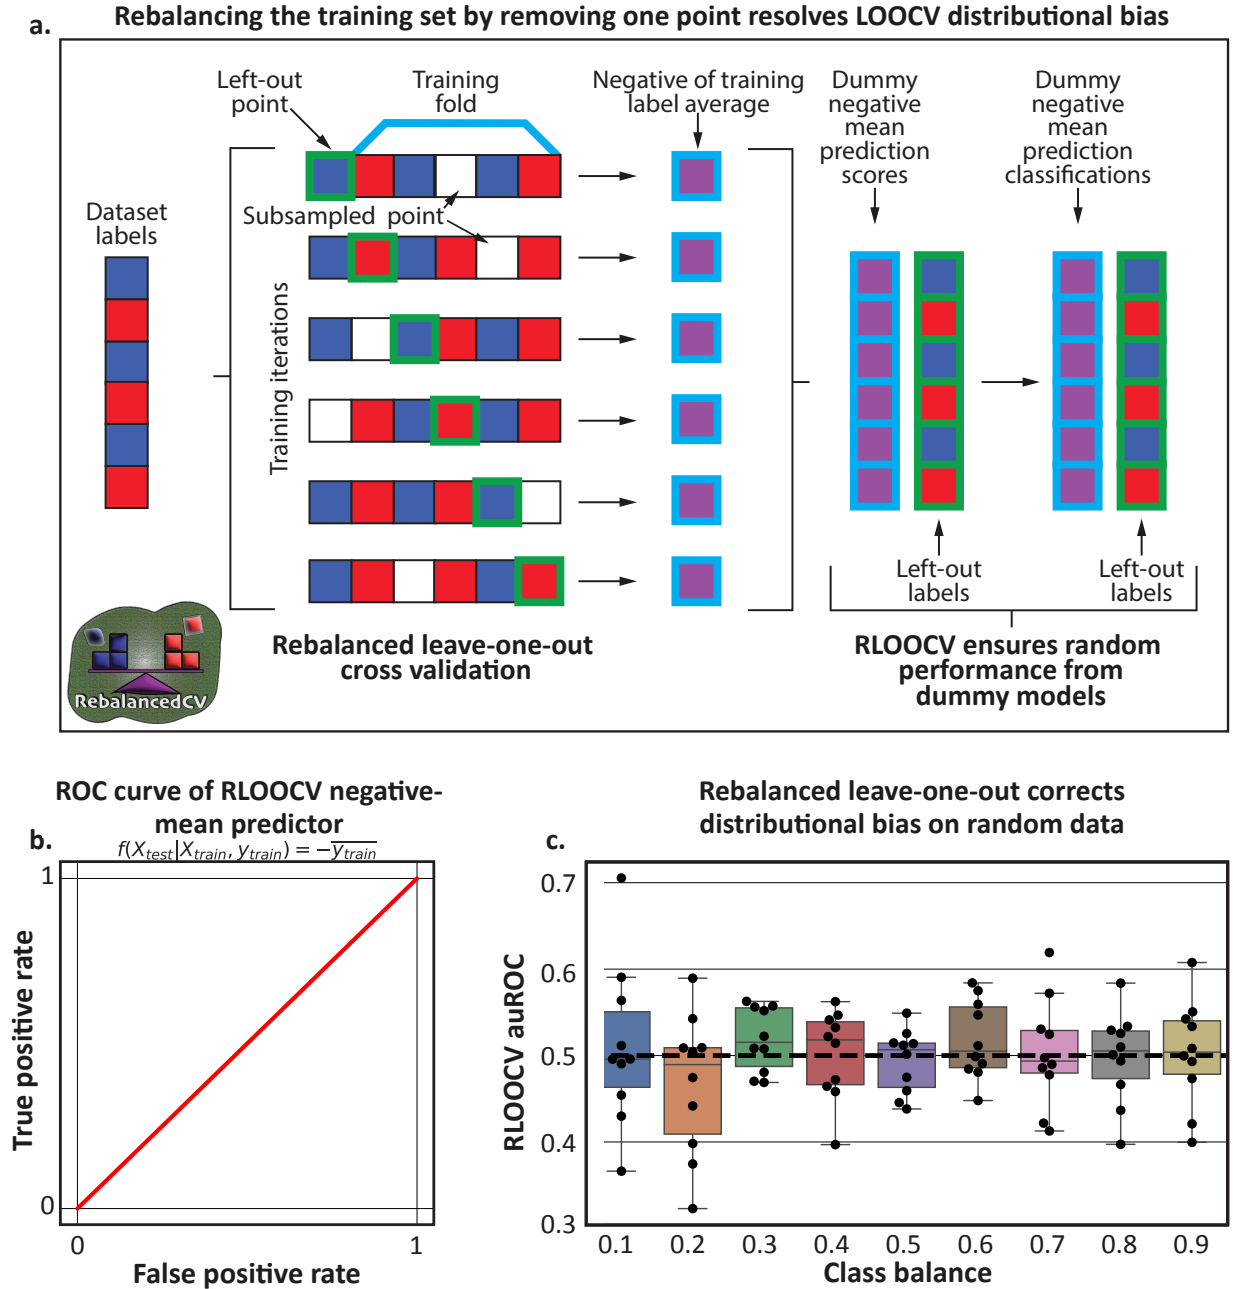 Rebalancing the training set by removing one point resolves LOOCV distributional bias
a.
Left-out
point
Training
fold
Negative of training
label average
Dummy
negative
mean
prediction
scores
Dummy
negative
mean
prediction
classifications
Dataset
labels
Subsampled point
Training iterations
Left-out
labels
Left-out
labels
RebalancedCV
Rebalanced leave-one-out
cross validation
RLOOCV ensures random
performance from
dummy models
ROC curve of RLOOCV negative-
mean predictor
b.
f(X_test|X_train, y_train) = −y̅_train
True positive rate
1
0
0 1
False positive rate
Rebalanced leave-one-out corrects
distributional bias on random data
c.
RLOOCV auROC
0.7
0.6
0.5
0.4
0.3
0.1 0.2 0.3 0.4 0.5 0.6 0.7 0.8 0.9
Class balance